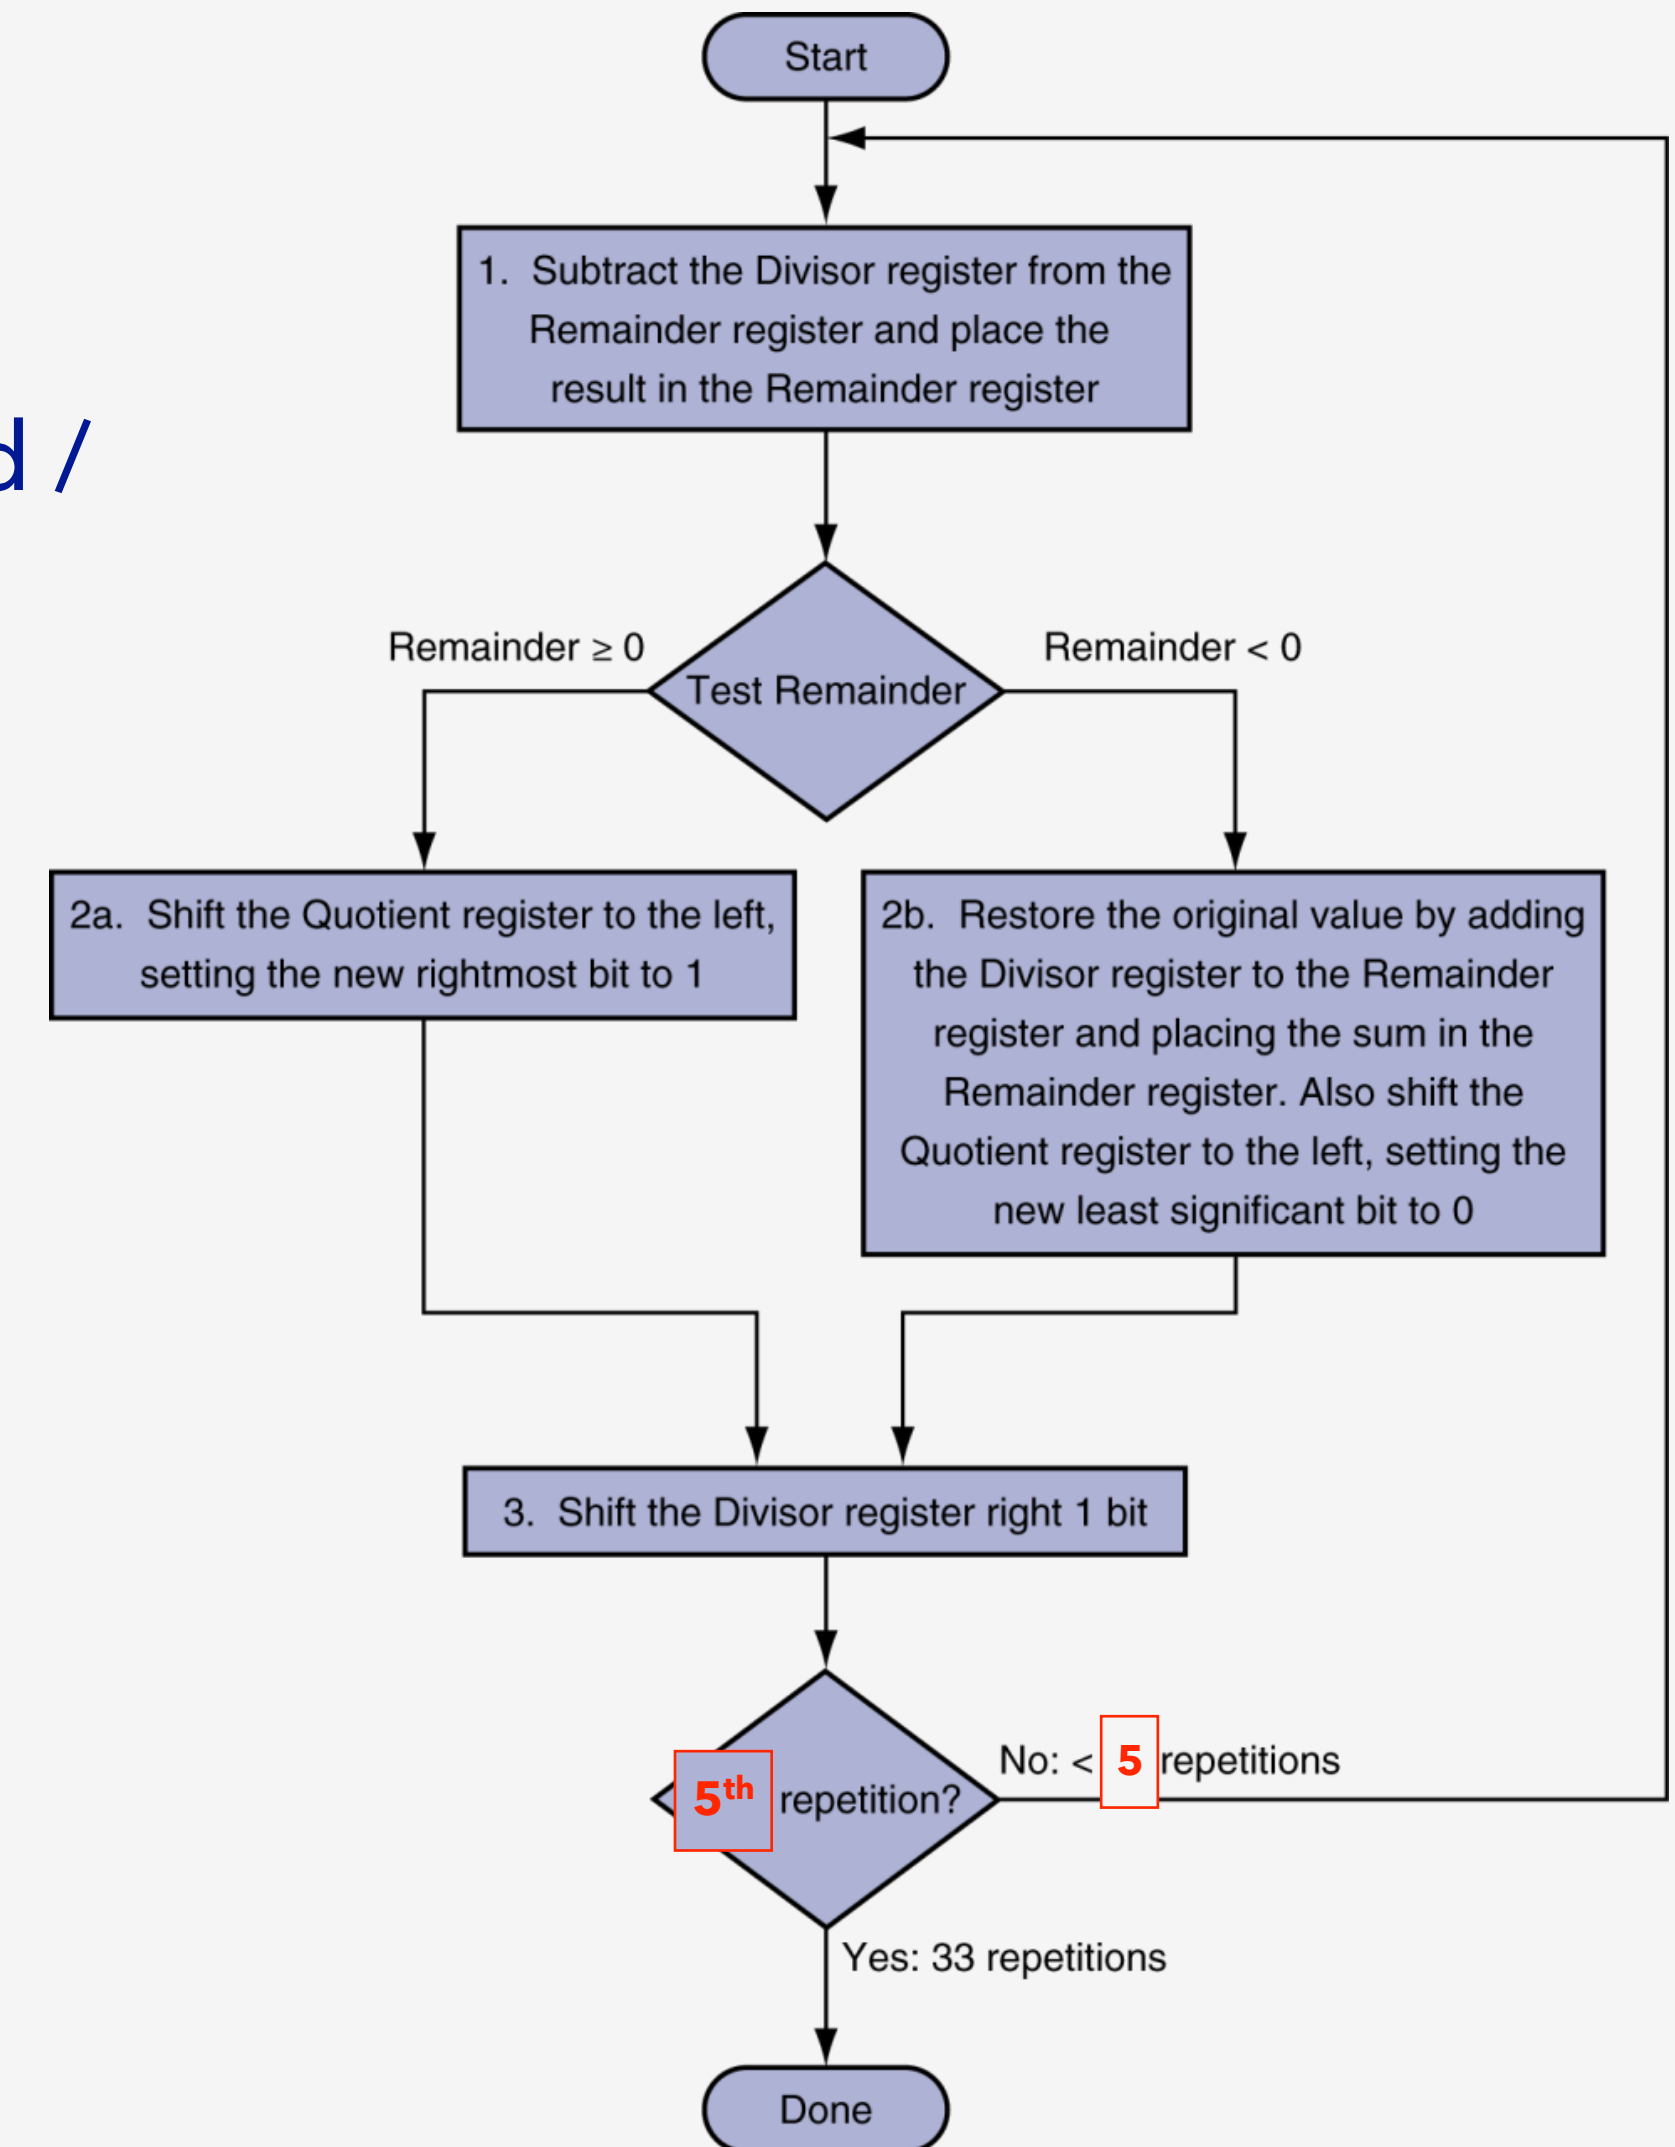 Start
1. Subtract the Divisor register from the
Remainder register and place the
result in the Remainder register
d /
Remainder ≥ 0
Remainder < 0
Test Remainder
2a. Shift the Quotient register to the left,
setting the new rightmost bit to 1
2b. Restore the original value by adding
the Divisor register to the Remainder
register and placing the sum in the
Remainder register. Also shift the
Quotient register to the left, setting the
new least significant bit to 0
3. Shift the Divisor register right 1 bit
No: < 5 repetitions
5th repetition?
Yes: 33 repetitions
Done